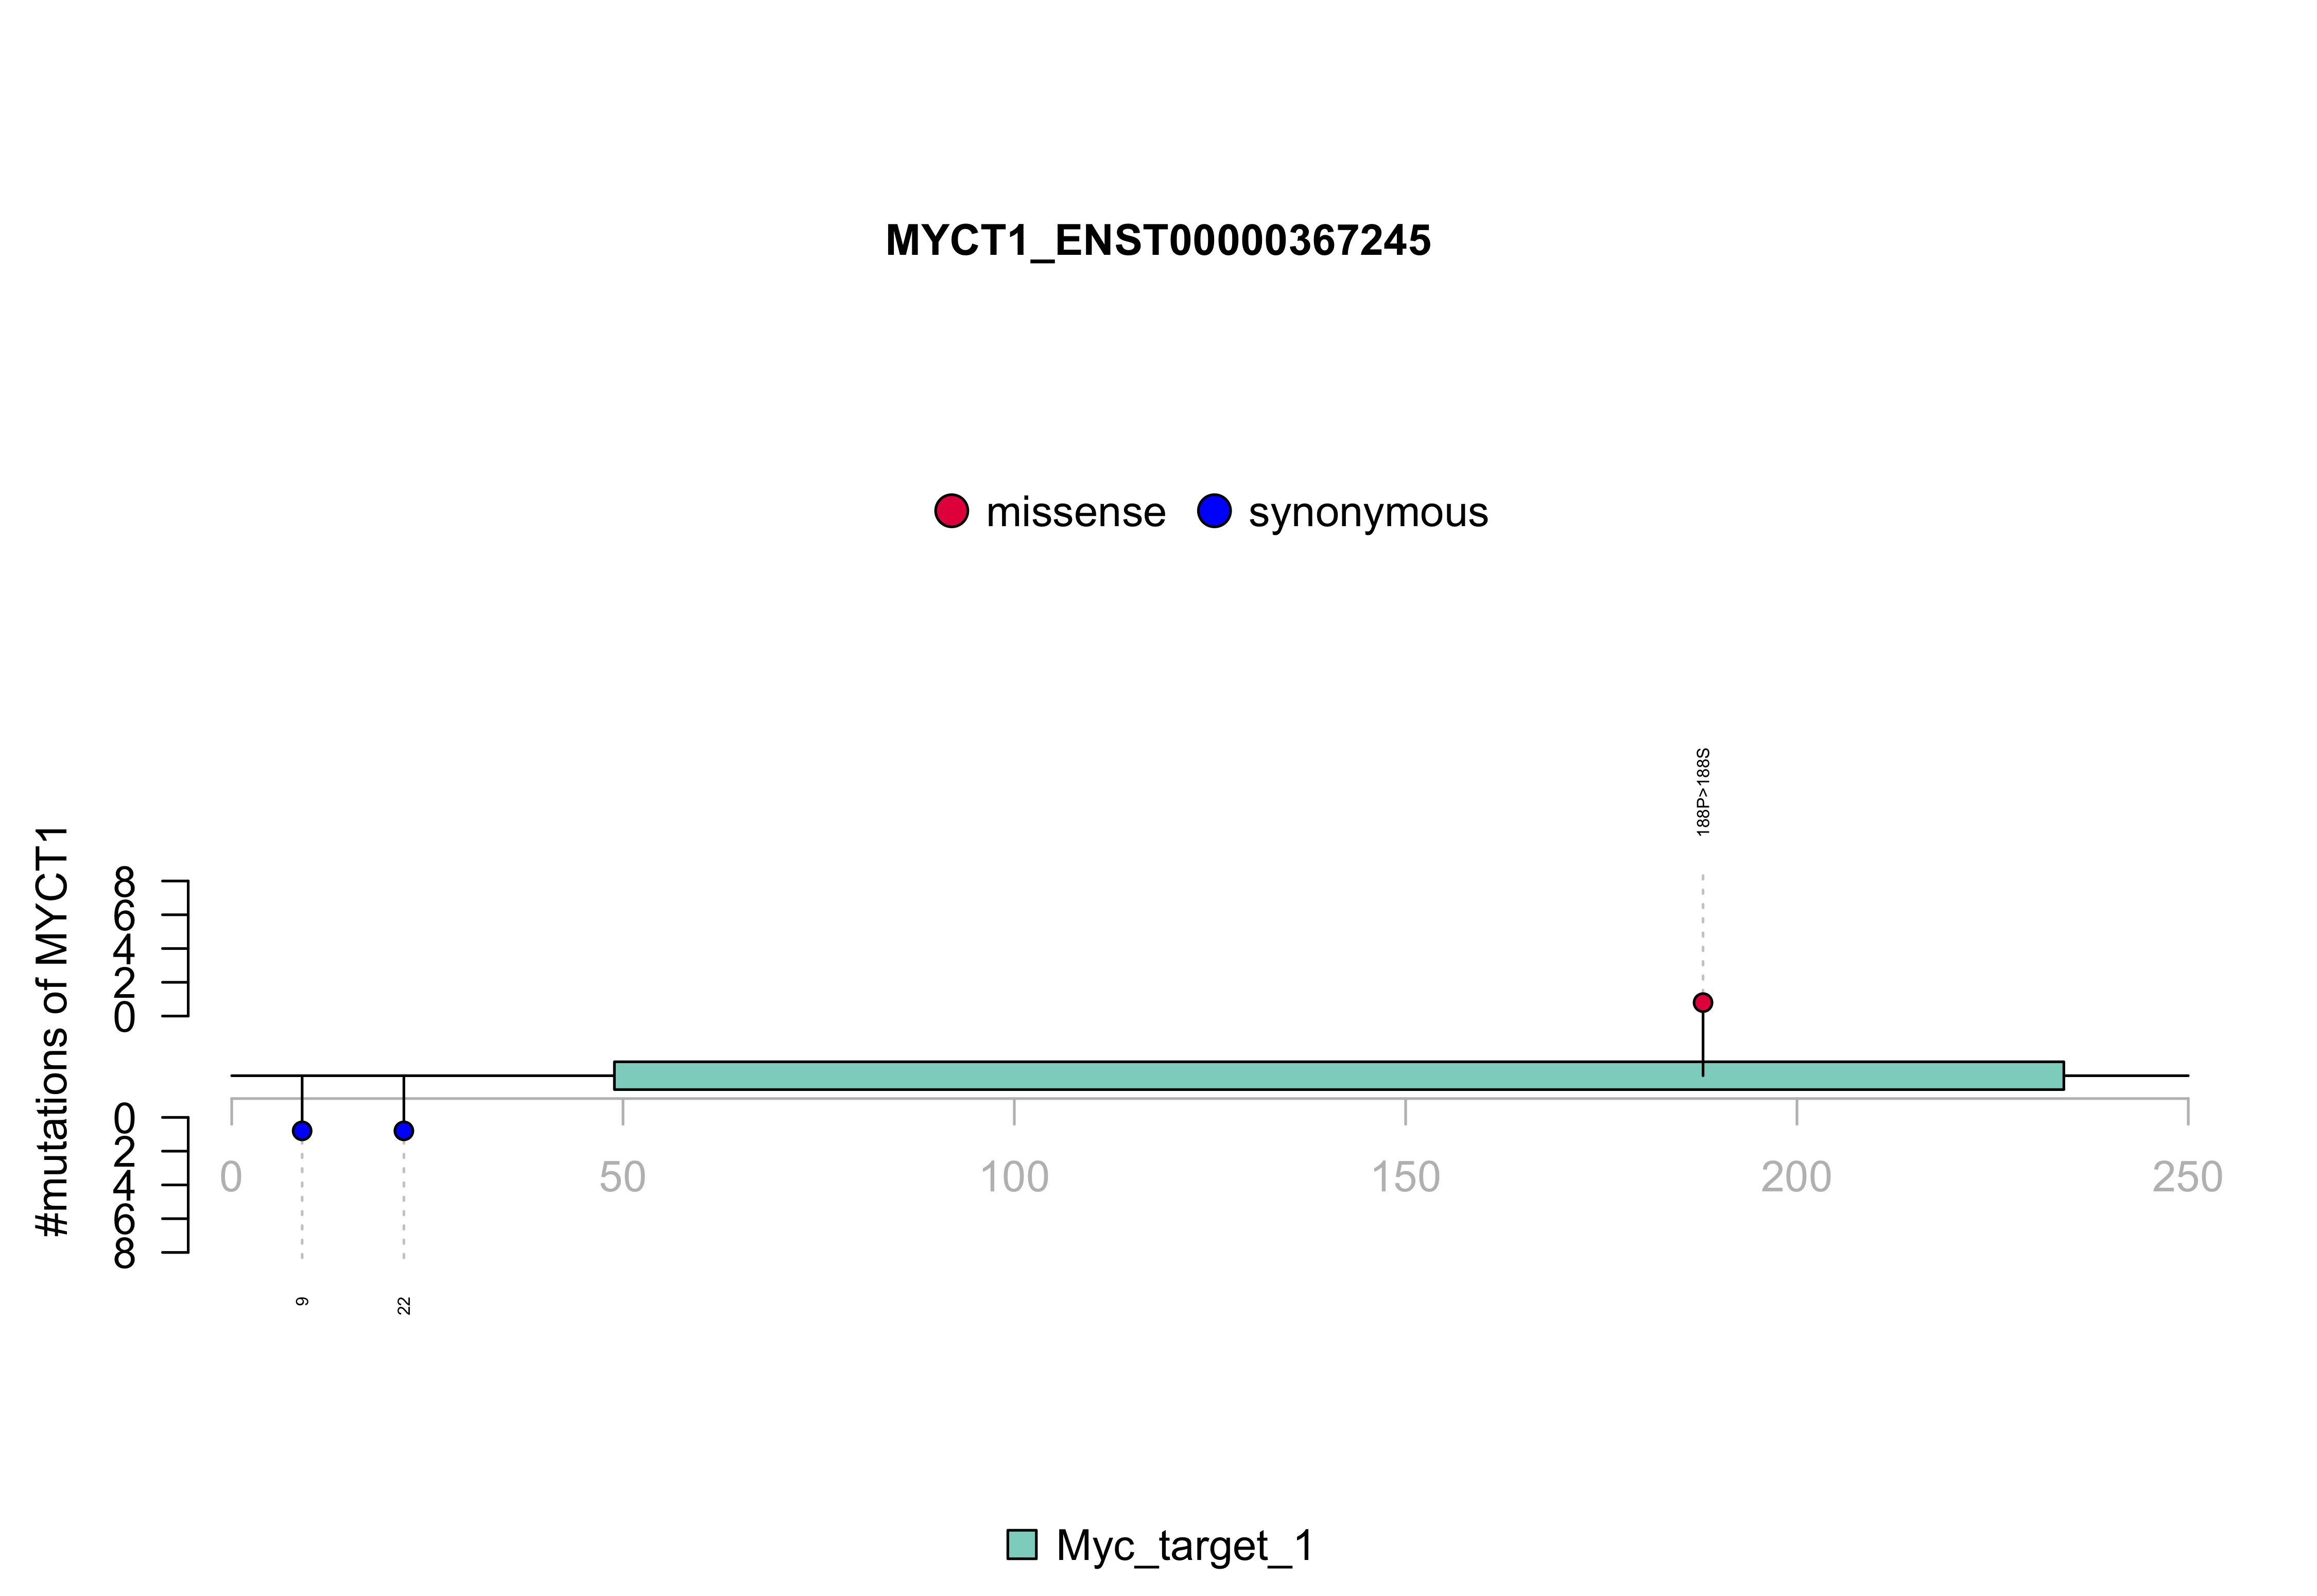 MYCT1_ENST00000367245
missense synonymous
188P>188S
#mutations of MYCT1
8
6
4
2
0
0
2
4
6
8
0 50 100 150 200 250
9 22
Myc_target_1